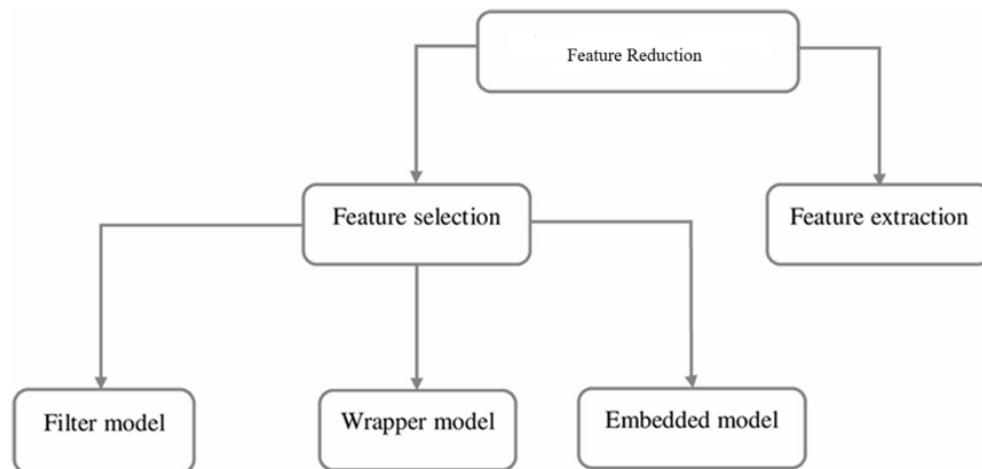 Feature Reduction
Feature selection
Feature extraction
Filter model
Wrapper model
Embedded model